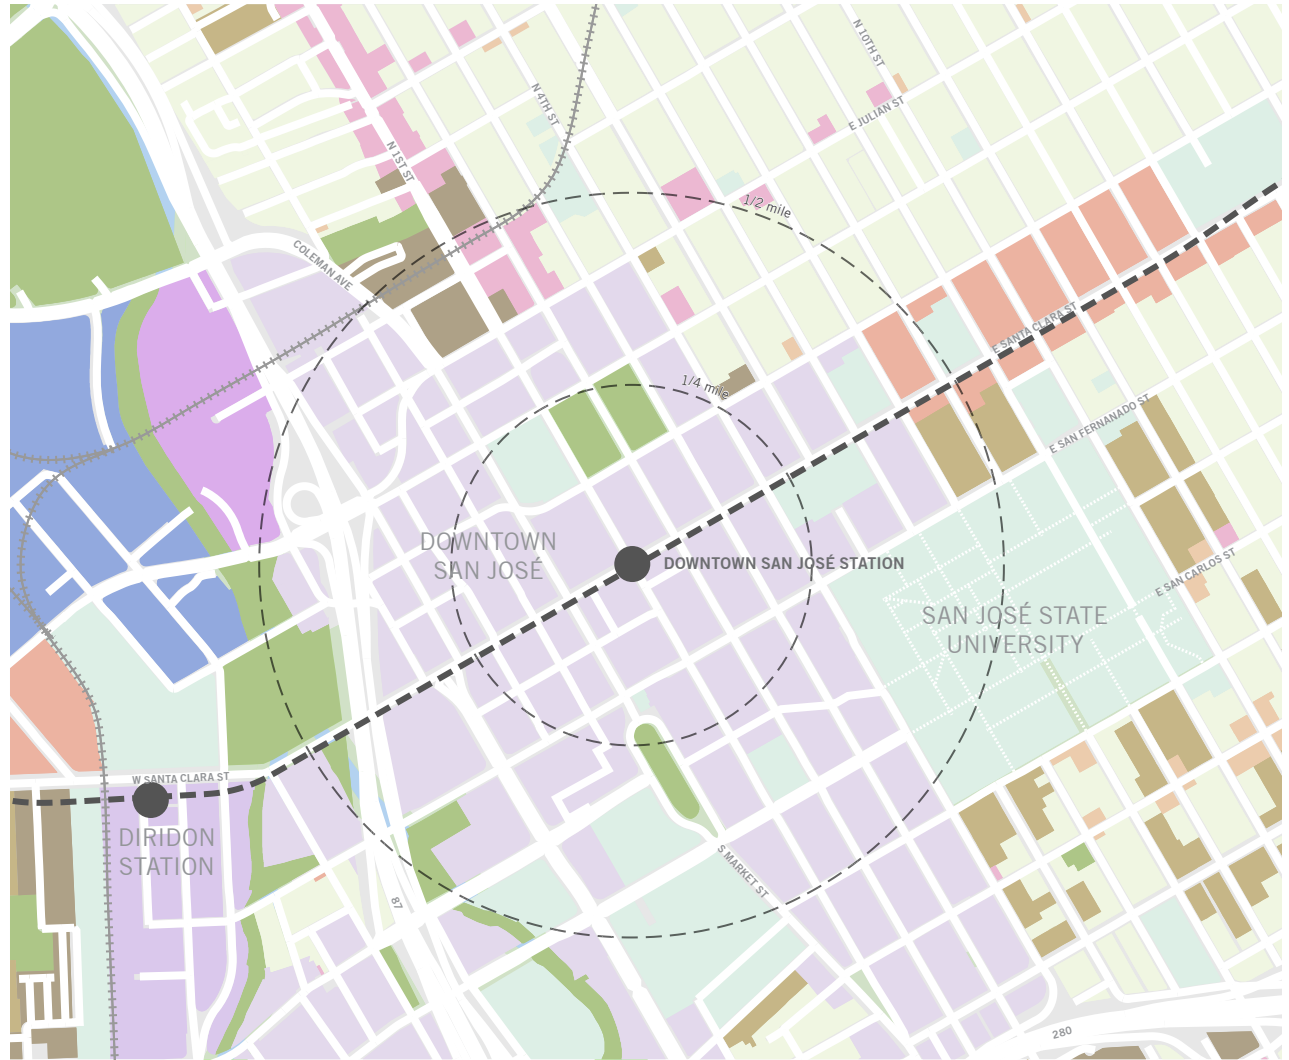 N 10TH ST
N 4TH ST
E JULIAN ST
N 1ST ST
1/2 mile
COLEMAN AVE
E SANTA CLARA ST
1/4 mile
E SAN FERNANADO ST
DOWNTOWN
SAN JOSÉ
DOWNTOWN SAN JOSÉ STATION
E SAN CARLOS ST
SAN JOSÉ STATE
UNIVERSITY
W SANTA CLARA ST
DIRIDON
STATION
S MARKET ST
87
280